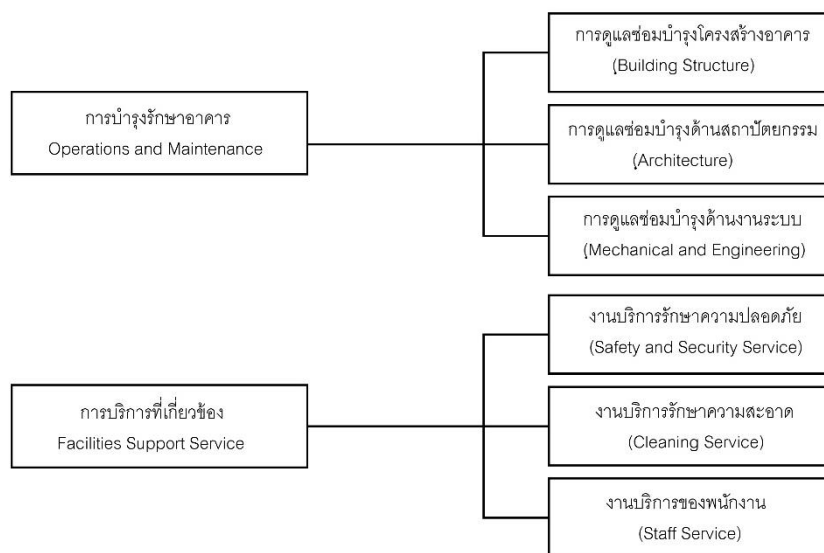 การบำรุงรักษาอาคาร
Operations and Maintenance
การดูแลซ่อมบำรุงโครงสร้างอาคาร
(Building Structure)
การดูแลซ่อมบำรุงด้านสถาปัตยกรรม
(Architecture)
การดูแลซ่อมบำรุงด้านงานระบบ
(Mechanical and Engineering)
การบริการที่เกี่ยวข้อง
Facilities Support Service
งานบริการรักษาความปลอดภัย
(Safety and Security Service)
งานบริการรักษาความสะอาด
(Cleaning Service)
งานบริการของพนักงาน
(Staff Service)